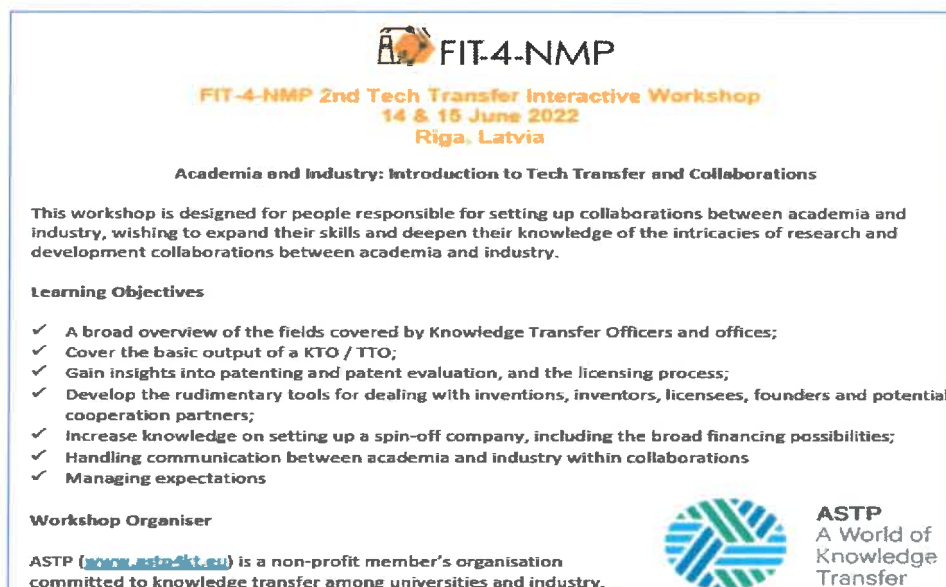 FIT-4-NMP
FIT-4-NMP 2nd Tech Transfer Interactive Workshop
14 & 15 June 2022
Riga, Latvia
Academia and Industry: Introduction to Tech Transfer and Collaborations
This workshop is designed for people responsible for setting up collaborations between academia and
industry, wishing to expand their skills and deepen their knowledge of the intricacies of research and
development collaborations between academia and industry.
Learning Objectives
✓ A broad overview of the fields covered by Knowledge Transfer Officers and offices;
✓ Cover the basic output of a KTO / TTO;
✓ Gain insights into patenting and patent evaluation, and the licensing process;
✓ Develop the rudimentary tools for dealing with inventions, inventors, licensees, founders and potential
cooperation partners;
✓ Increase knowledge on setting up a spin-off company, including the broad financing possibilities;
✓ Handling communication between academia and industry within collaborations
✓ Managing expectations
Workshop Organiser
ASTP (www.astp4kt.eu) is a non-profit member's organisation
committed to knowledge transfer among universities and industry.
ASTP
A World of
Knowledge
Transfer